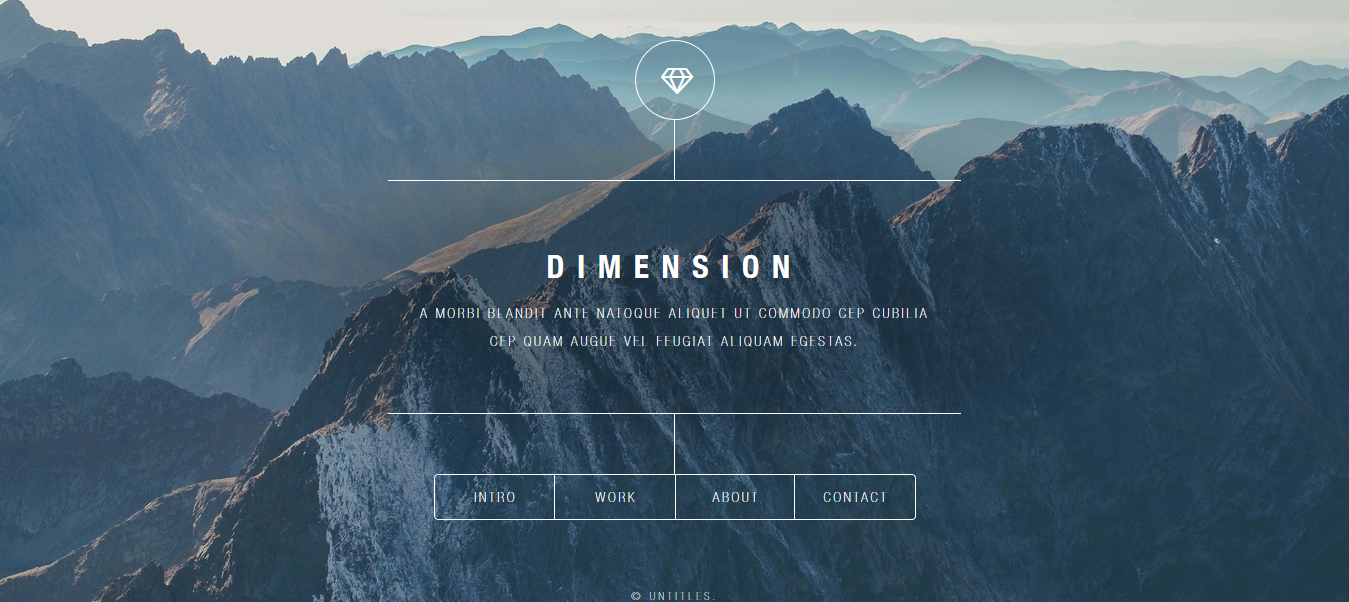 DIMENSION
A MORBI BLANDIT ANTE NATOQUE ALIQUET UT COMMODO CEP CUBILIA
CEP QUAM AUGUE VEL FEUGIAT ALIQUAM EGESTAS.
INTRO WORK ABOUT CONTACT
© UNTITLES.